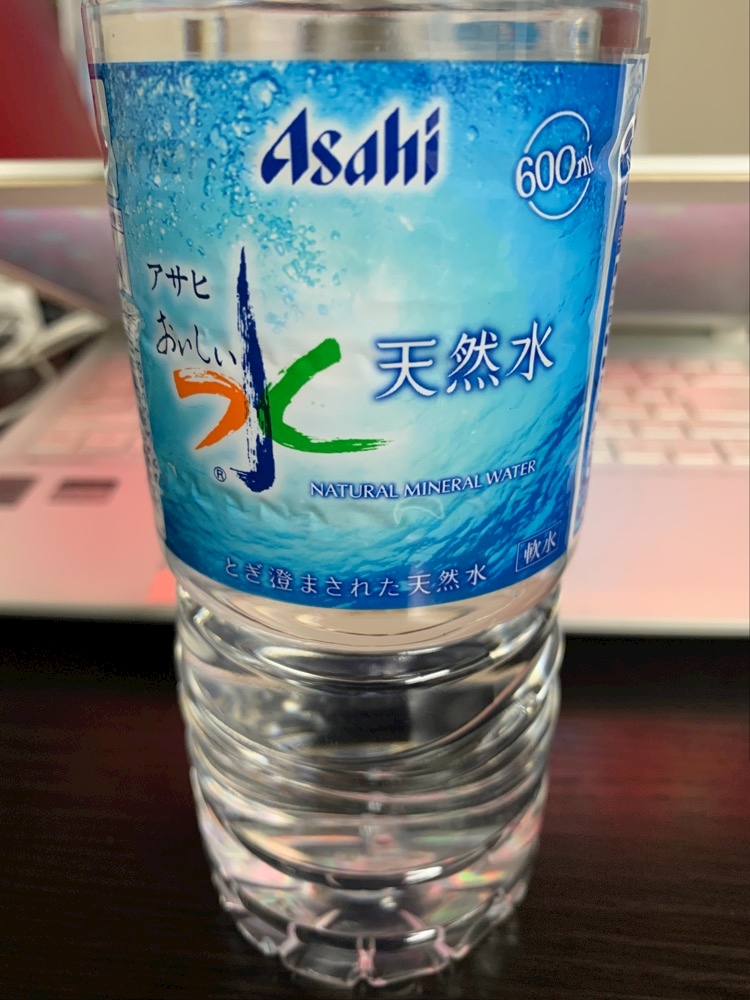 Asahi
600ml
アサヒ
おいしい
水
天然水
®
NATURAL MINERAL WATER
軟水
とぎ澄まされた天然水